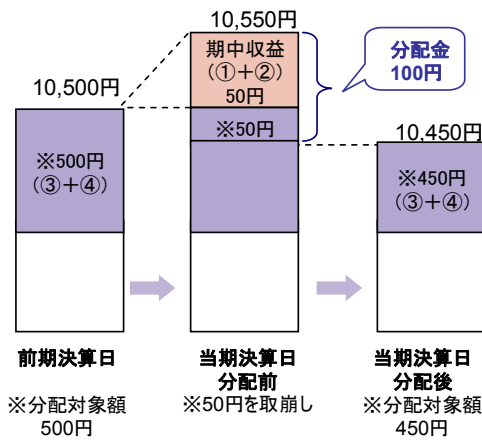 10,550円
期中収益
(①+②)
50円
分配金
100円
10,500円
※50円
10,450円
※500円
(③+④)
※450円
(③+④)
前期決算日
当期決算日
分配前
当期決算日
分配後
※分配対象額
500円
※50円を取崩し
※分配対象額
450円